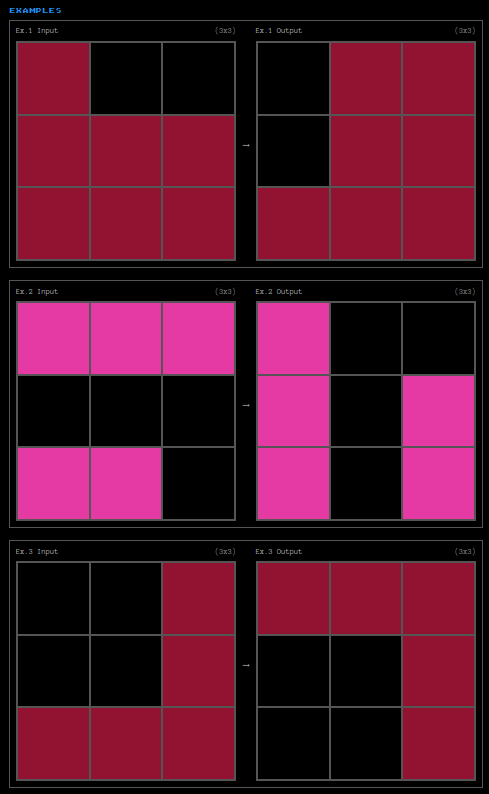 EXAMPLES
Ex.1 Input (3x3) Ex.1 Output (3x3)
→
Ex.2 Input (3x3) Ex.2 Output (3x3)
→
Ex.3 Input (3x3) Ex.3 Output (3x3)
→